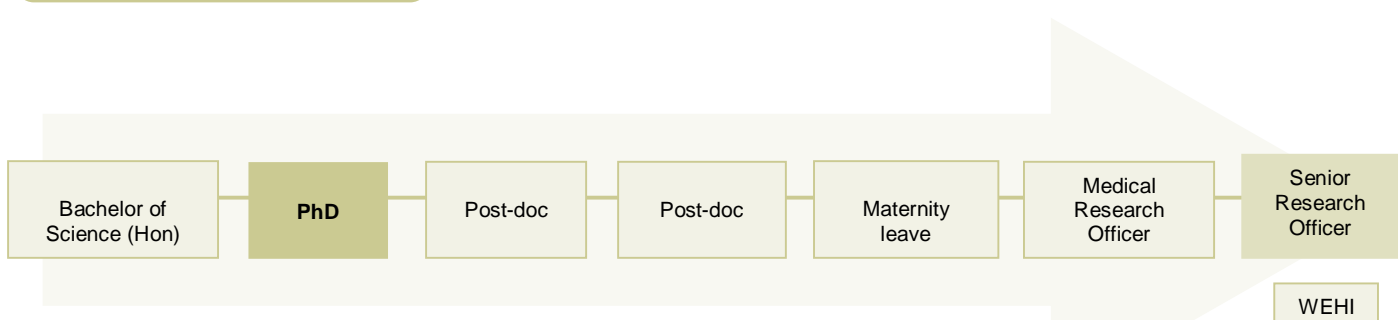 Bachelor of
Science (Hon)
PhD
Post-doc
Post-doc
Maternity
leave
Medical
Research
Officer
Senior
Research
Officer
WEHI